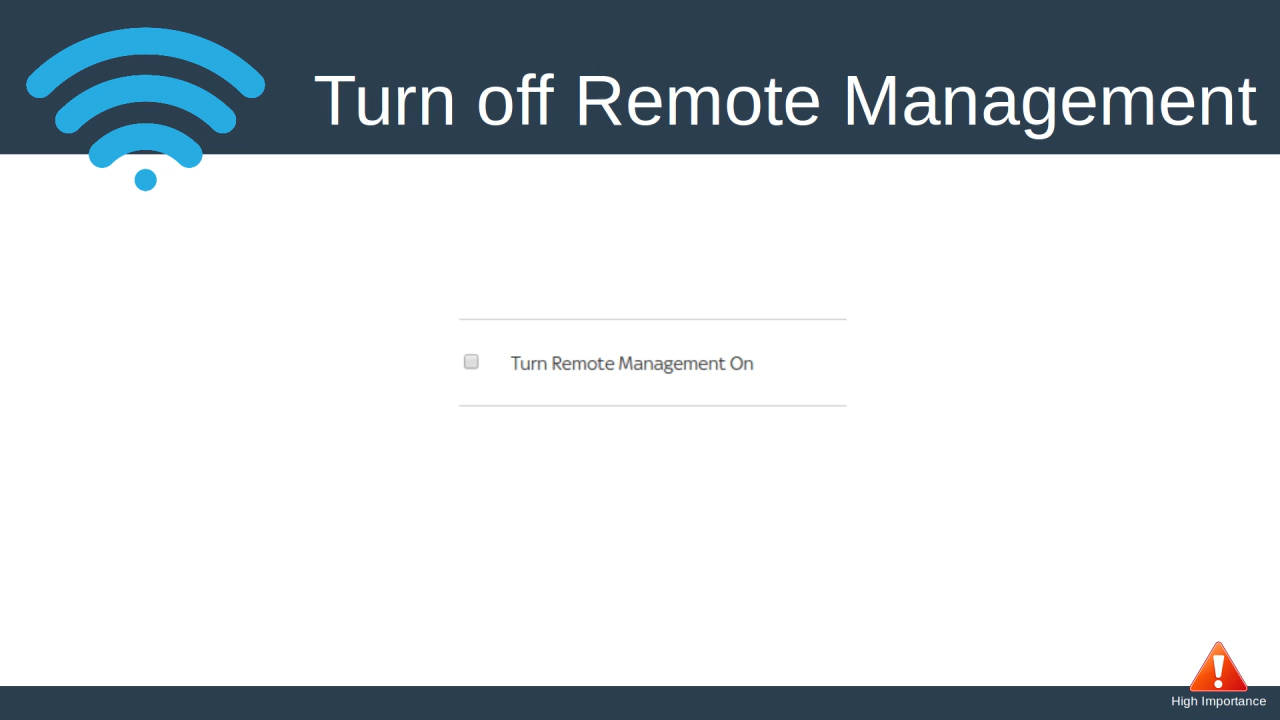 Turn off Remote Management
Turn Remote Management On
High Importance